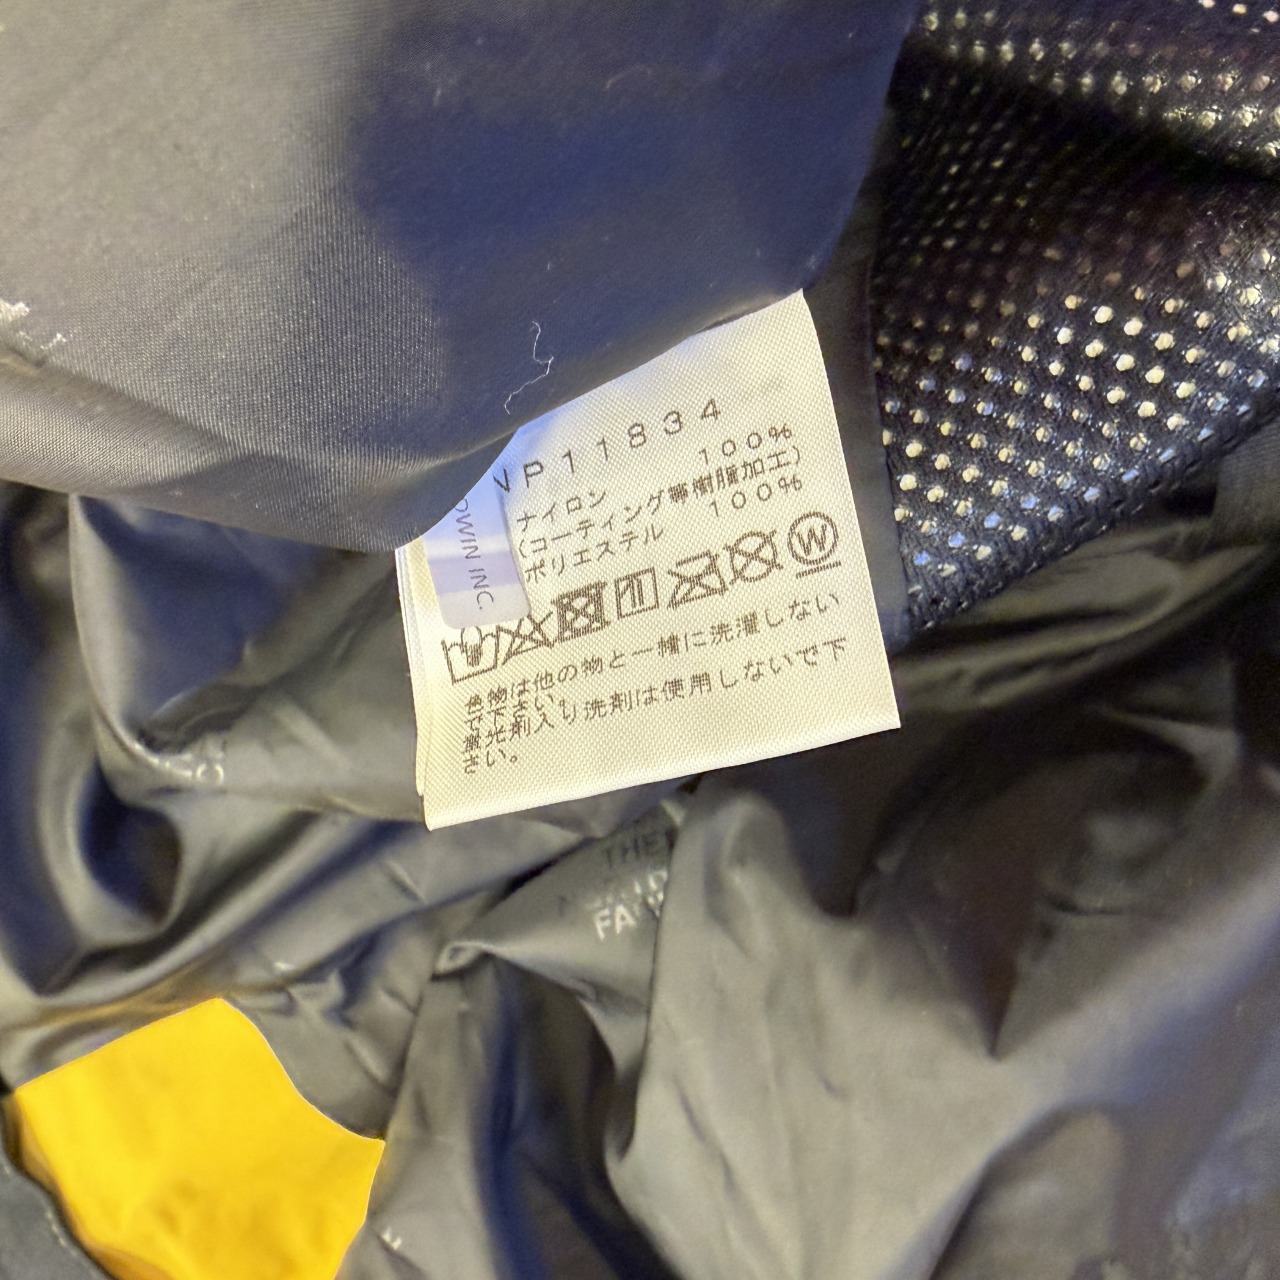 VP11834
ナイロン 100%
(コーティング等樹脂加工)
ポリエステル 100%
DWIN INC.
W
色物は他の物と一緒に洗濯しない
で下さい。
蛍光剤入り洗剤は使用しないで下
さい。
THE
FA